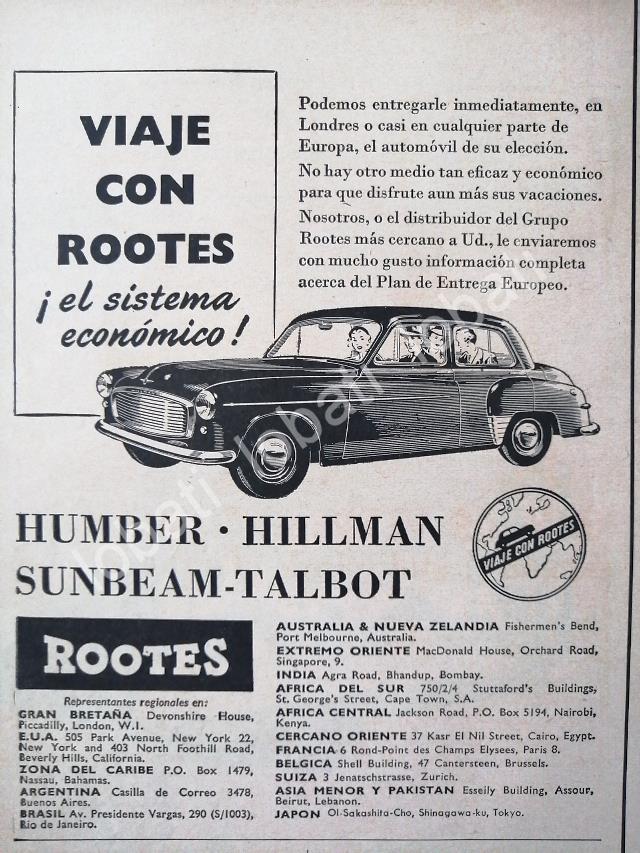 VIAJE
CON
ROOTES
¡ el sistema
económico !
Podemos entregarle inmediatamente, en
Londres o casi en cualquier parte de
Europa, el automóvil de su elección.
No hay otro medio tan eficaz y económico
para que disfrute aun más sus vacaciones.
Nosotros, o el distribuidor del Grupo
Rootes más cercano a Ud., le enviaremos
con mucho gusto información completa
acerca del Plan de Entrega Europeo.
lobati lobati lobati lobati
HUMBER · HILLMAN
SUNBEAM-TALBOT
VIAJE CON ROOTES
ROOTES
Representantes regionales en:
GRAN BRETAÑA Devonshire House,
Piccadilly, London, W.I.
E.U.A. 505 Park Avenue, New York 22,
New York and 403 North Foothill Road,
Beverly Hills, California.
ZONA DEL CARIBE P.O. Box 1479,
Nassau, Bahamas.
ARGENTINA Casilla de Correo 3478,
Buenos Aires.
BRASIL Av. Presidente Vargas, 290 (S/1003),
Rio de Janeiro.
AUSTRALIA & NUEVA ZELANDIA Fishermen's Bend,
Port Melbourne, Australia.
EXTREMO ORIENTE MacDonald House, Orchard Road,
Singapore, 9.
INDIA Agra Road, Bhandup, Bombay.
AFRICA DEL SUR 750/2/4 Stuttaford's Buildings,
St. George's Street, Cape Town, S.A.
AFRICA CENTRAL Jackson Road, P.O. Box 5194, Nairobi,
Kenya.
CERCANO ORIENTE 37 Kasr El Nil Street, Cairo, Egypt.
FRANCIA 6 Rond-Point des Champs Elysees, Paris 8.
BELGICA Shell Building, 47 Cantersteen, Brussels.
SUIZA 3 Jenatschstrasse, Zurich.
ASIA MENOR Y PAKISTAN Esseily Building, Assour,
Beirut, Lebanon.
JAPON OI-Sakashita-Cho, Shinagawa-ku, Tokyo.